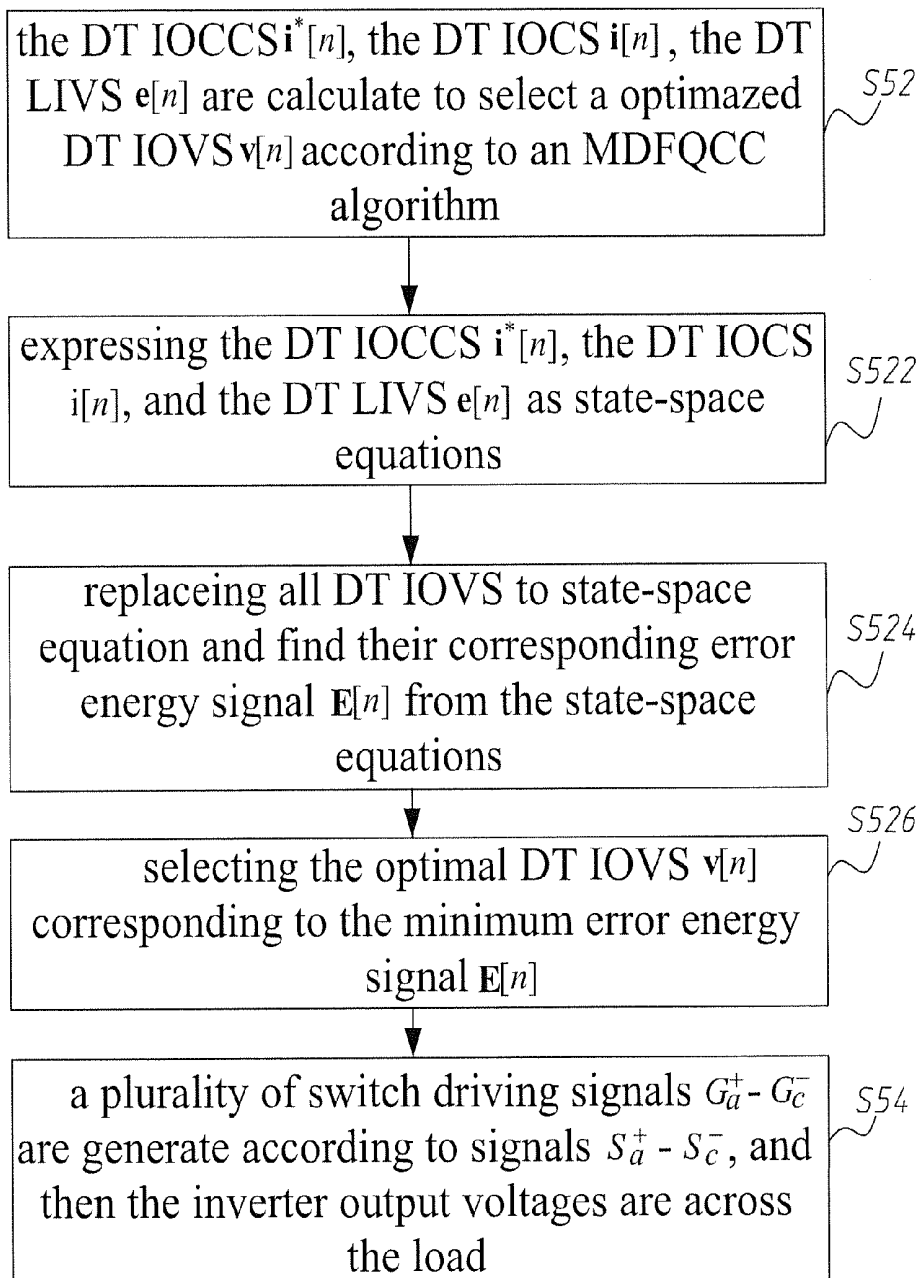 the DT IOCCS i*[n], the DT IOCS i[n] , the DT
LIVS e[n] are calculate to select a optimazed
DT IOVS v[n] according to an MDFQCC
algorithm
S52
expressing the DT IOCCS i*[n], the DT IOCS
i[n], and the DT LIVS e[n] as state-space
equations
S522
replaceing all DT IOVS to state-space
equation and find their corresponding error
energy signal E[n] from the state-space
equations
S524
selecting the optimal DT IOVS v[n]
corresponding to the minimum error energy
signal E[n]
S526
a plurality of switch driving signals G_a^+ - G_c^-
are generate according to signals S_a^+ - S_c^-, and
then the inverter output voltages are across
the load
S54